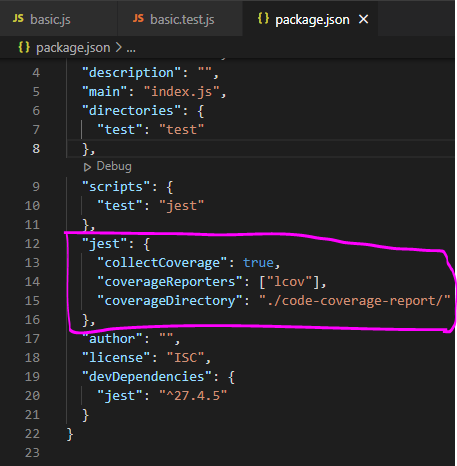 JS basic.js JS basic.test.js {} package.json ×
{} package.json > ...
4 "description": "",
5 "main": "index.js",
6 "directories": {
7 "test": "test"
8 },
Debug
9 "scripts": {
10 "test": "jest"
11 },
12 "jest": {
13 "collectCoverage": true,
14 "coverageReporters": ["lcov"],
15 "coverageDirectory": "./code-coverage-report/"
16 },
17 "author": "",
18 "license": "ISC",
19 "devDependencies": {
20 "jest": "^27.4.5"
21 }
22 }
23